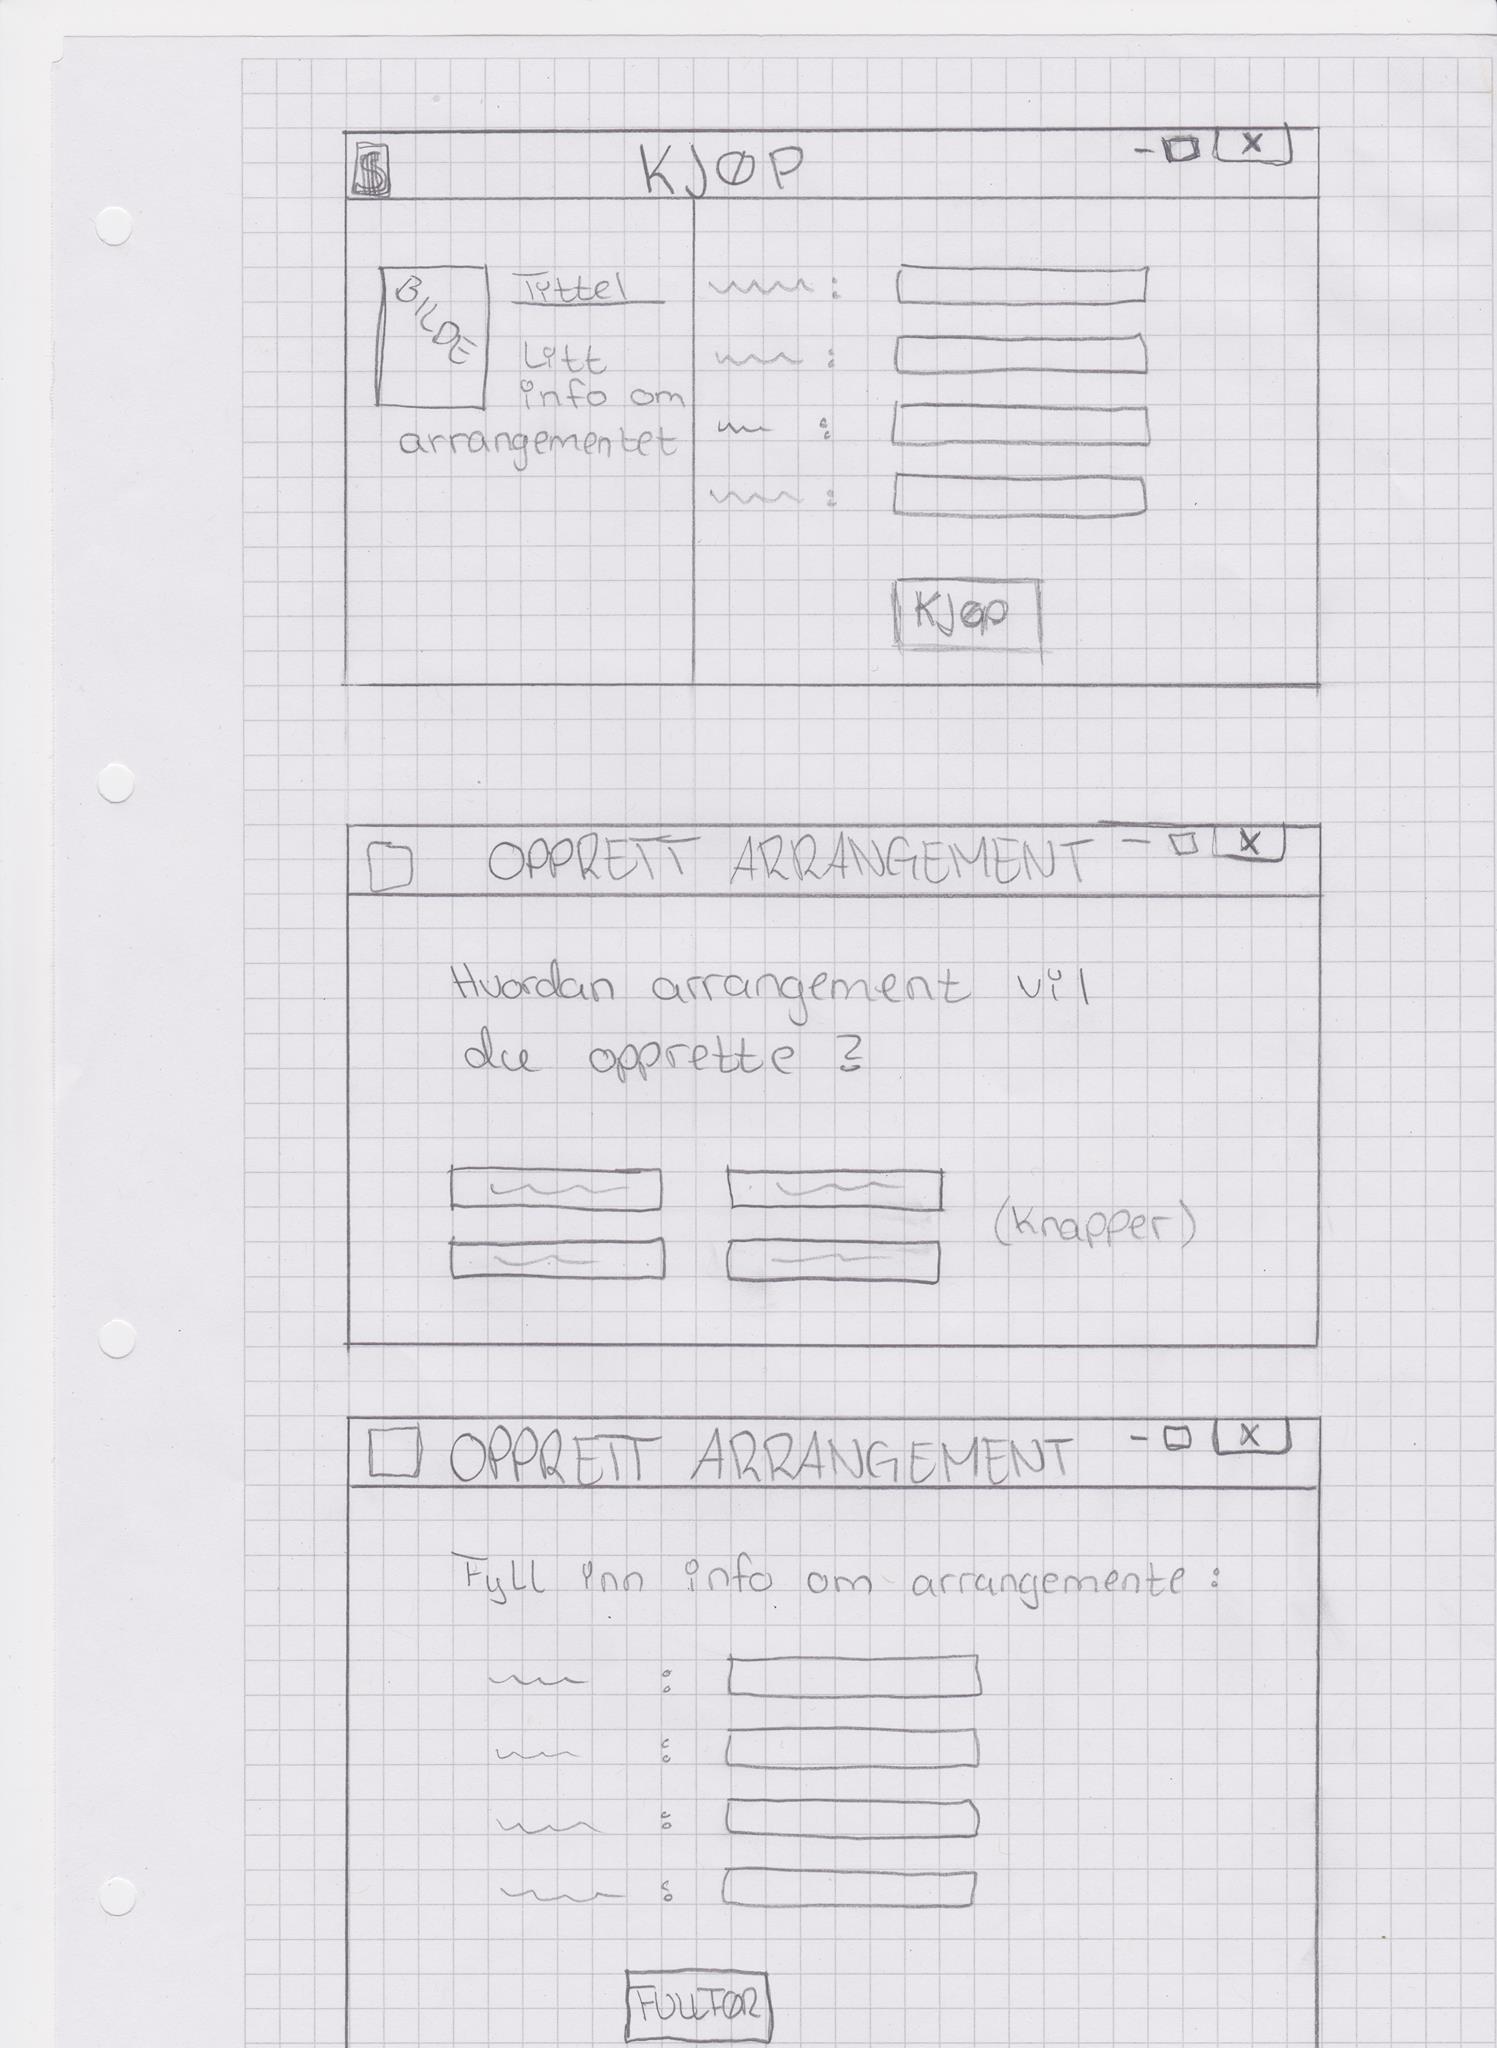 $ KJØP - X
BILDE
Tittel
Litt
info om
arrangementet
:
:
:
:
KJØP
OPPRETT ARRANGEMENT - X
Hvordan arrangement vil
du opprette ?
(Knapper)
OPPRETT ARRANGEMENT - X
Fyll inn info om arrangemente :
:
:
:
:
FULLFØR